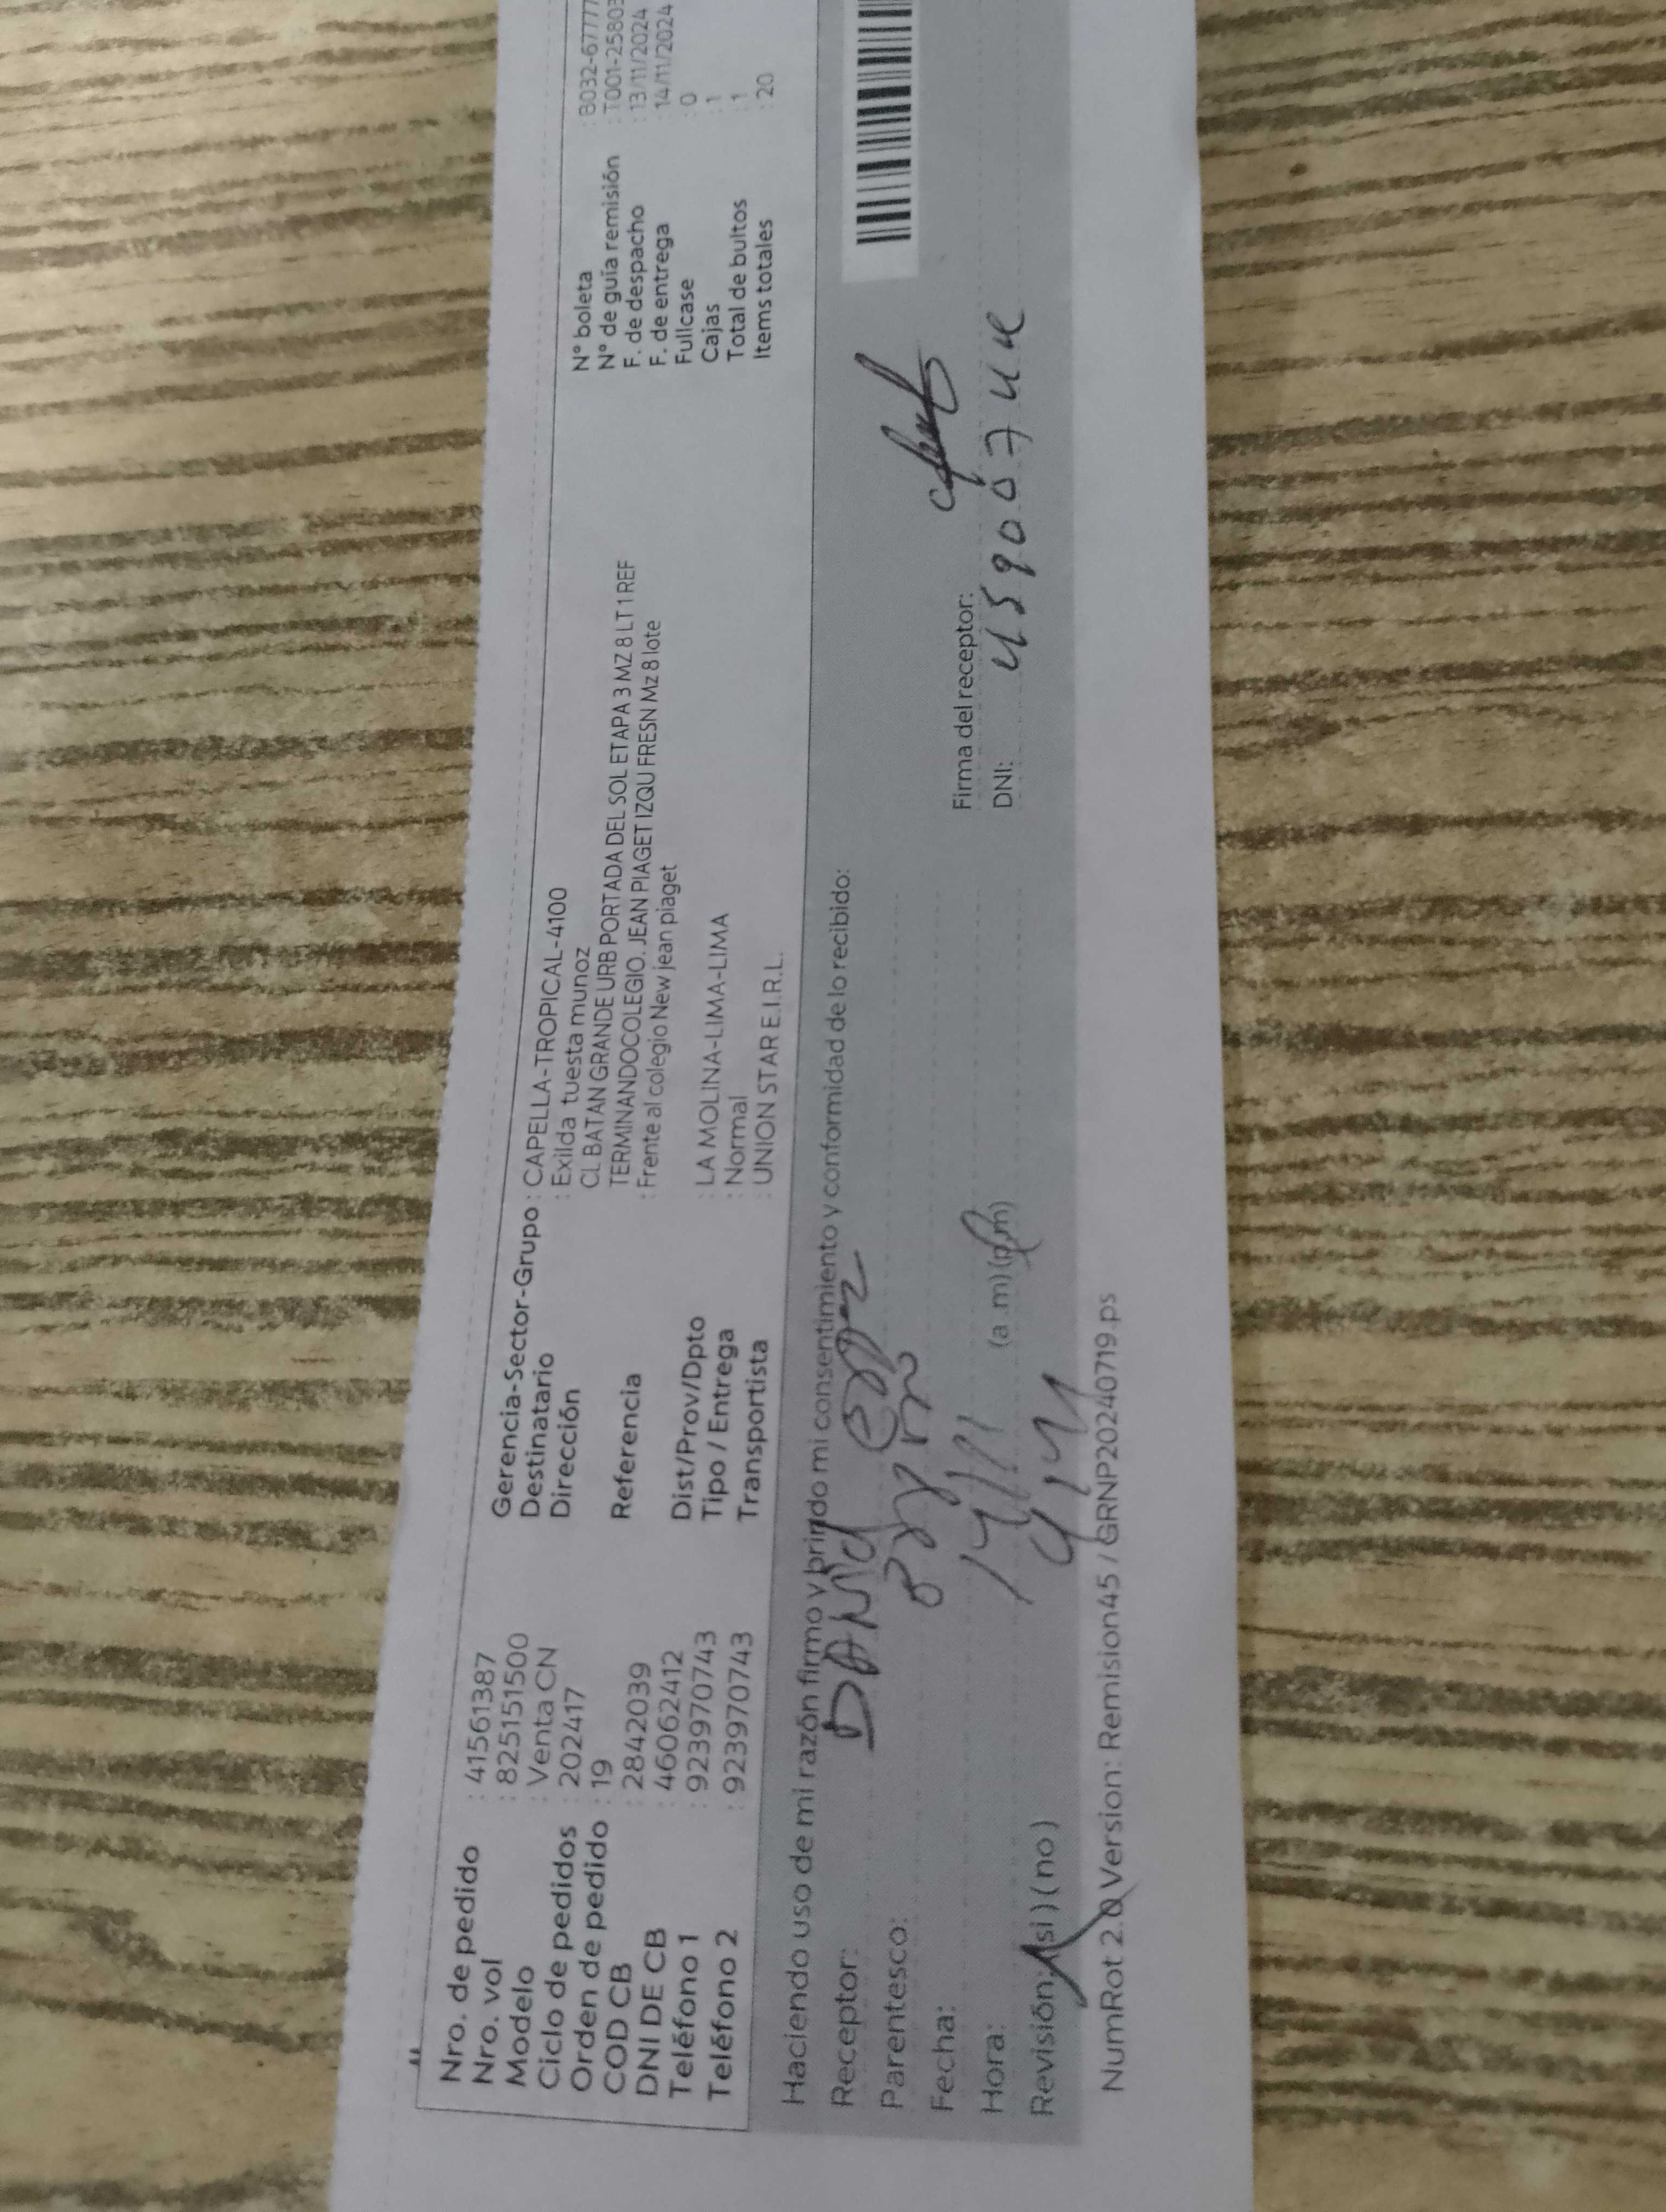 Nro. de pedido : 41561387
Nro. vol : 825151500
Modelo : Venta CN
Ciclo de pedidos : 202417
Orden de pedido : 19
COD CB : 2842039
DNI DE CB : 46062412
Teléfono 1 : 923970743
Teléfono 2 : 923970743
Gerencia-Sector-Grupo : CAPELLA-TROPICAL-4100
Destinatario : Exilda tuesta munoz
Dirección CL BATAN GRANDE URB PORTADA DEL SOL ETAPA 3 MZ 8 LT 1 REF
TERMINANDOCOLEGIO. JEAN PIAGET IZQU FRESN Mz 8 lote
Referencia : Frente al colegio New jean piaget
Dist/Prov/Dpto : LA MOLINA-LIMA-LIMA
Tipo / Entrega : Normal
Transportista : UNION STAR E.I.R.L.
N° boleta : B032-67777
N° de guía remisión : T001-25803
F. de despacho : 13/11/2024
F. de entrega : 14/11/2024
Fullcase : 0
Cajas : 1
Total de bultos : 1
Items totales : 20
Haciendo uso de mi razón firmo y brindo mi consentimiento y conformidad de lo recibido:
Receptor: DANid
Parentesco:
Fecha: 14/11
Hora: (a.m) (p.m)
Revisión: (si) (no)
Firma del receptor:
DNI:
NumRot 2.0 Version: Remision45 / GRNP20240719.ps